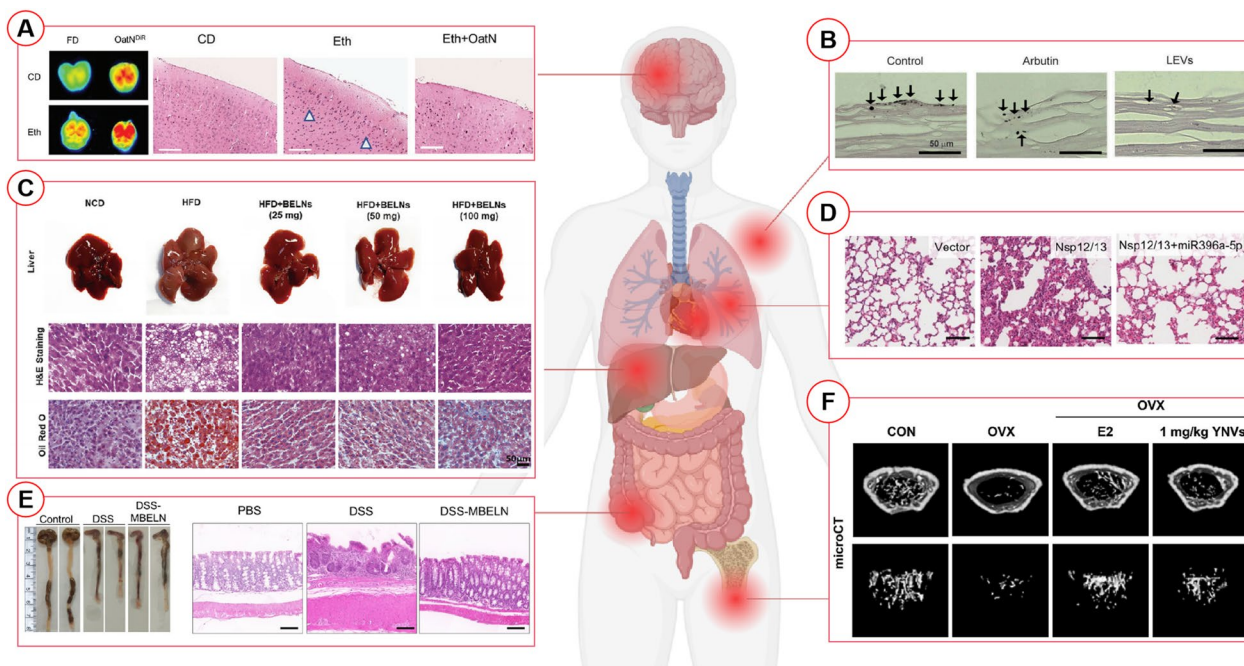 A
FD
OatN^DiR
CD
Eth
Eth+OatN
CD
Eth
B
Control
Arbutin
LEVs
50 μm
C
NCD
HFD
HFD+BELNs
(25 mg)
HFD+BELNs
(50 mg)
HFD+BELNs
(100 mg)
Liver
H&E Staining
Oil Red O
50μm
D
Vector
Nsp12/13
Nsp12/13+miR396a-5p
E
Control
DSS
DSS-
MBELN
PBS
DSS
DSS-MBELN
F
OVX
CON
OVX
E2
1 mg/kg YNVs
microCT